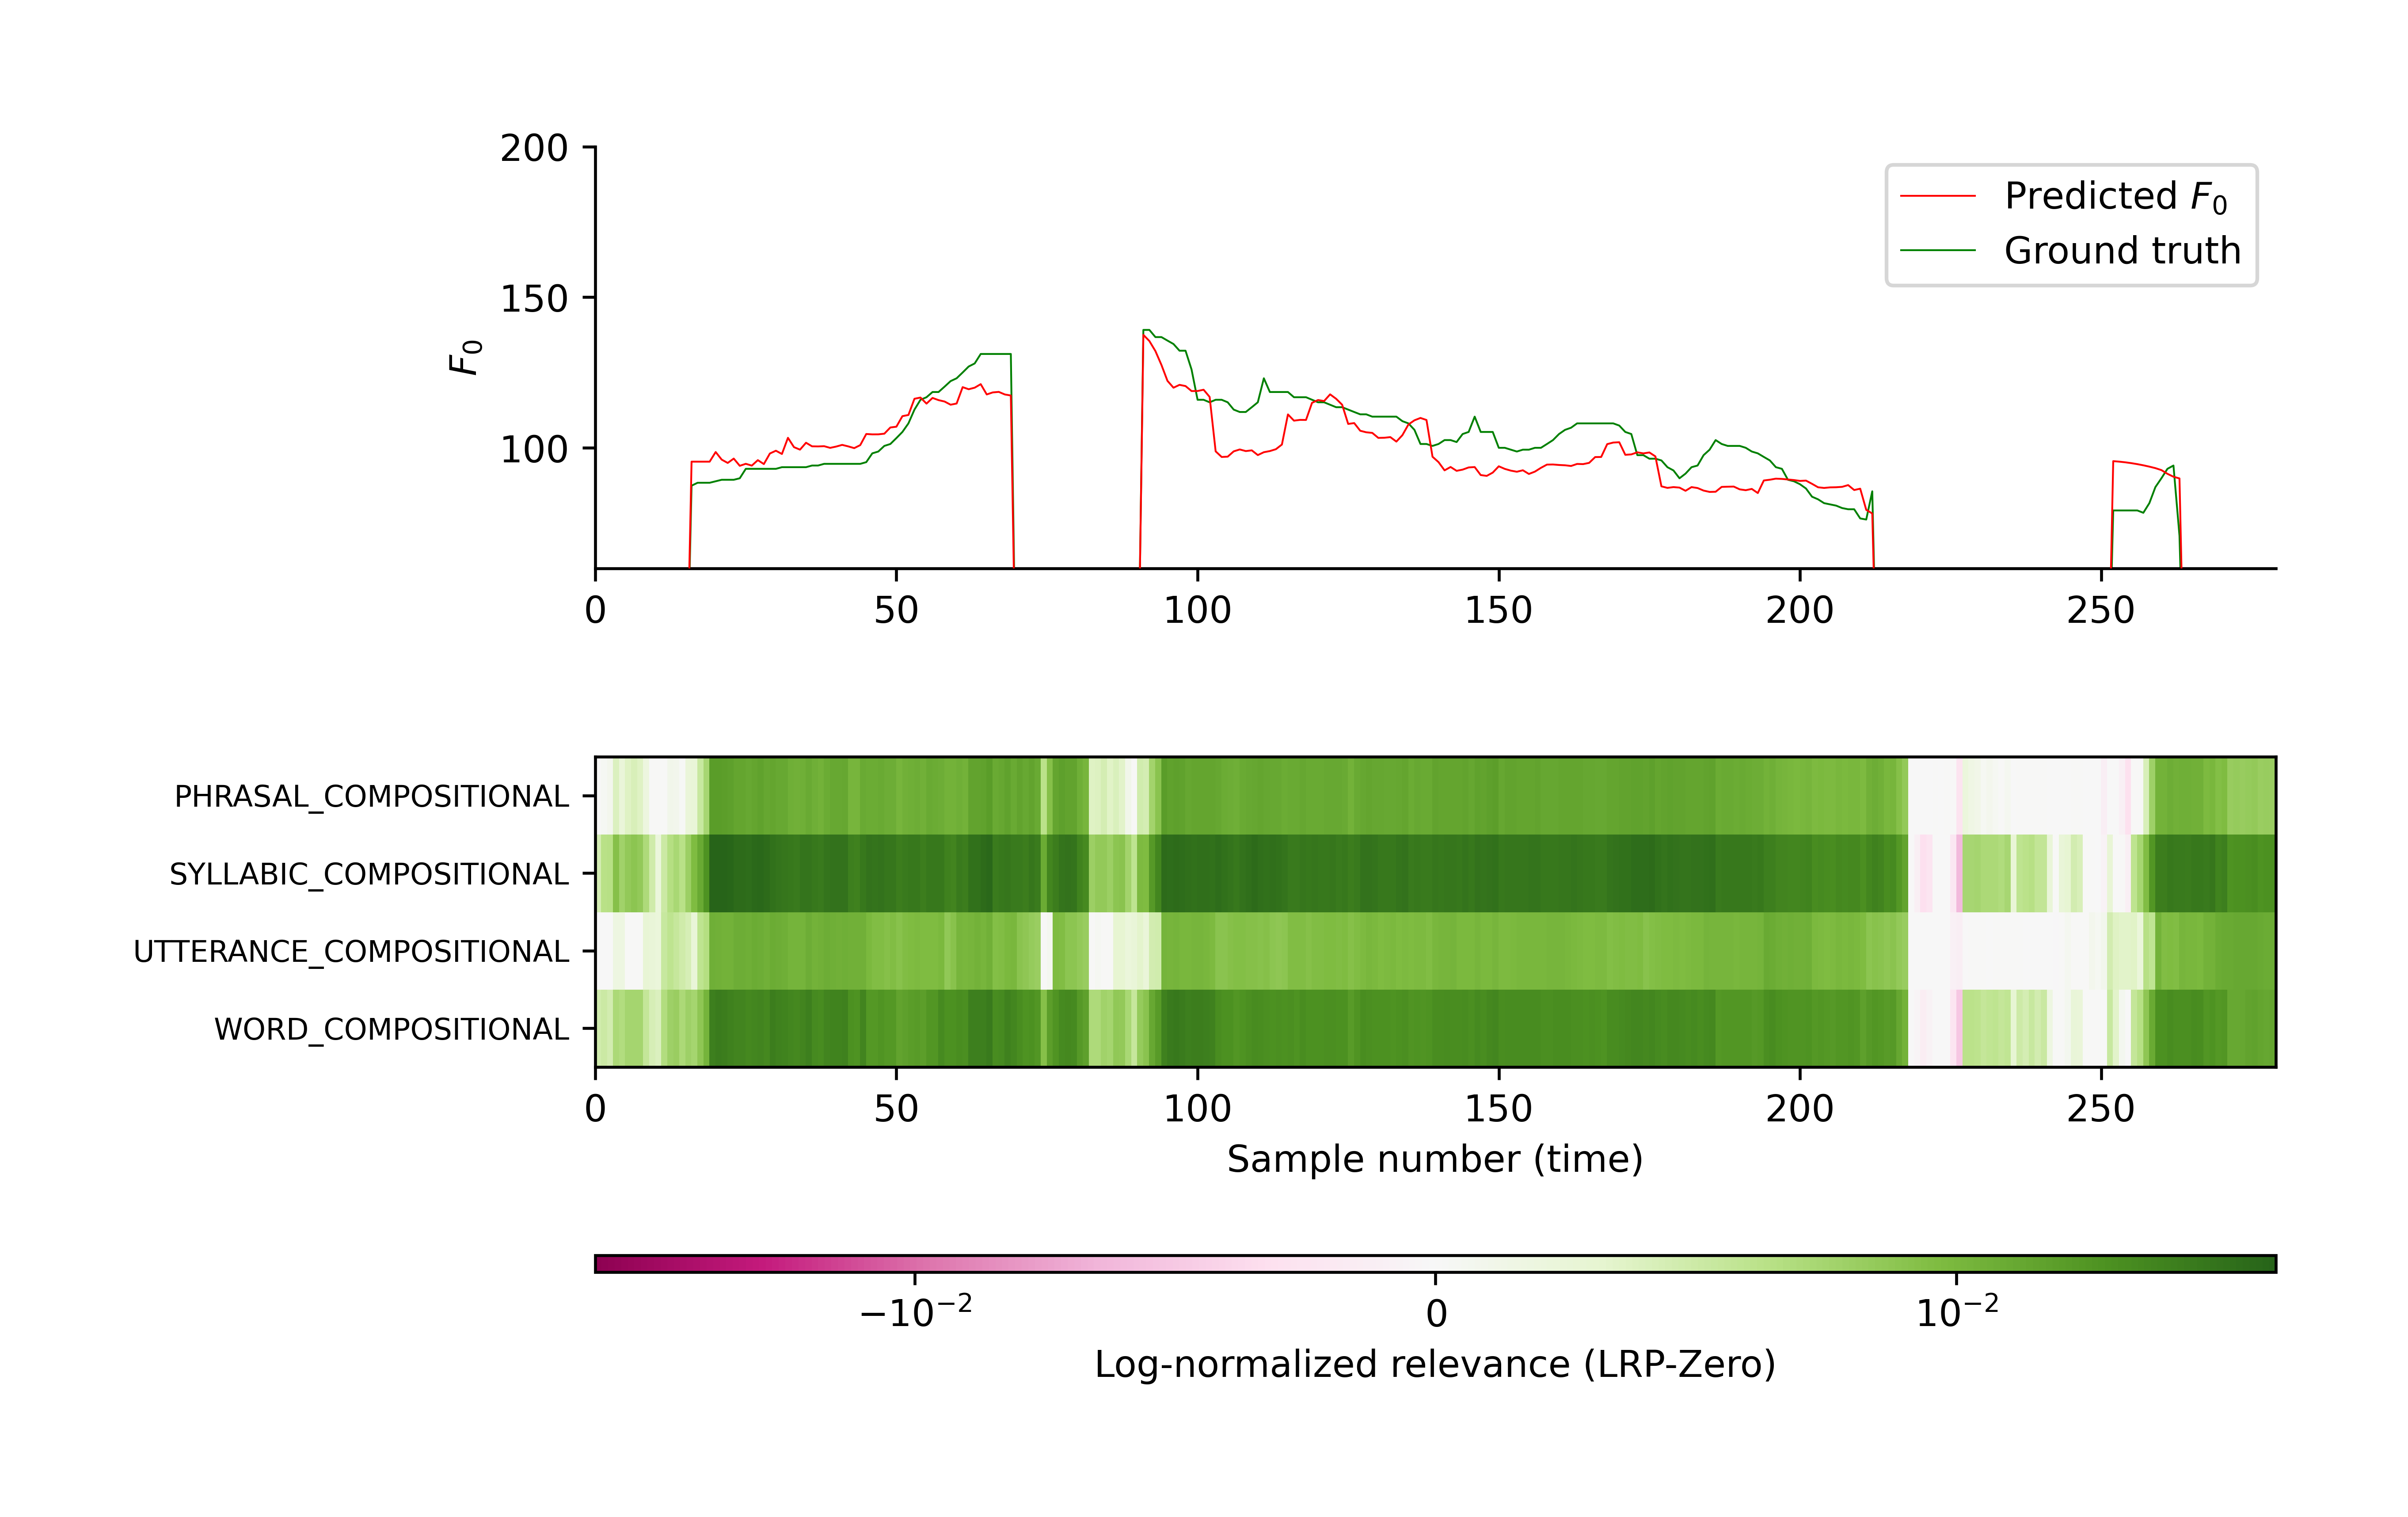 200
150
100
F₀
Predicted F₀
Ground truth
0 50 100 150 200 250
PHRASAL_COMPOSITIONAL
SYLLABIC_COMPOSITIONAL
UTTERANCE_COMPOSITIONAL
WORD_COMPOSITIONAL
0 50 100 150 200 250
Sample number (time)
−10⁻² 0 10⁻²
Log-normalized relevance (LRP-Zero)